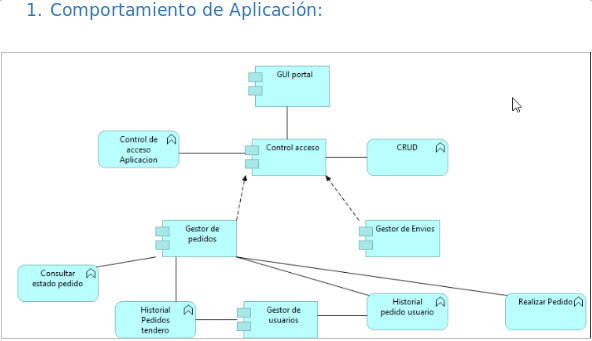 1. Comportamiento de Aplicación:
GUI portal
Control de
acceso
Aplicacion
Control acceso
CRUD
Gestor de
pedidos
Gestor de Envios
Consultar
estado pedido
Historial
Pedidos
tendero
Gestor de
usuarios
Historial
pedido usuario
Realizar Pedido